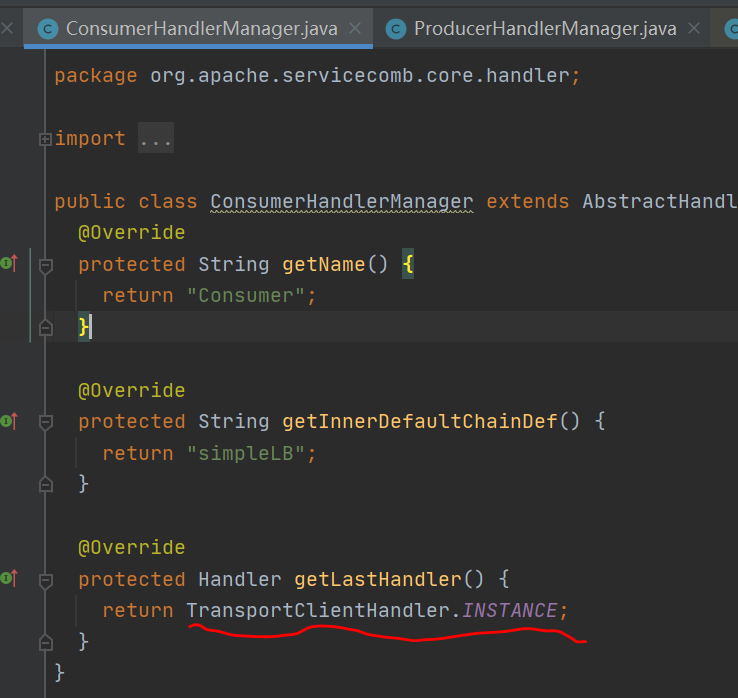 ConsumerHandlerManager.java ProducerHandlerManager.java
package org.apache.servicecomb.core.handler;
import ...
public class ConsumerHandlerManager extends AbstractHandl
@Override
protected String getName() {
return "Consumer";
}
@Override
protected String getInnerDefaultChainDef() {
return "simpleLB";
}
@Override
protected Handler getLastHandler() {
return TransportClientHandler.INSTANCE;
}
}